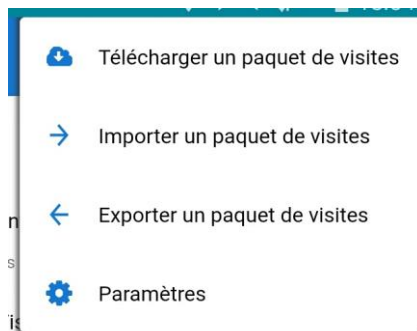 Télécharger un paquet de visites
Importer un paquet de visites
Exporter un paquet de visites
Paramètres